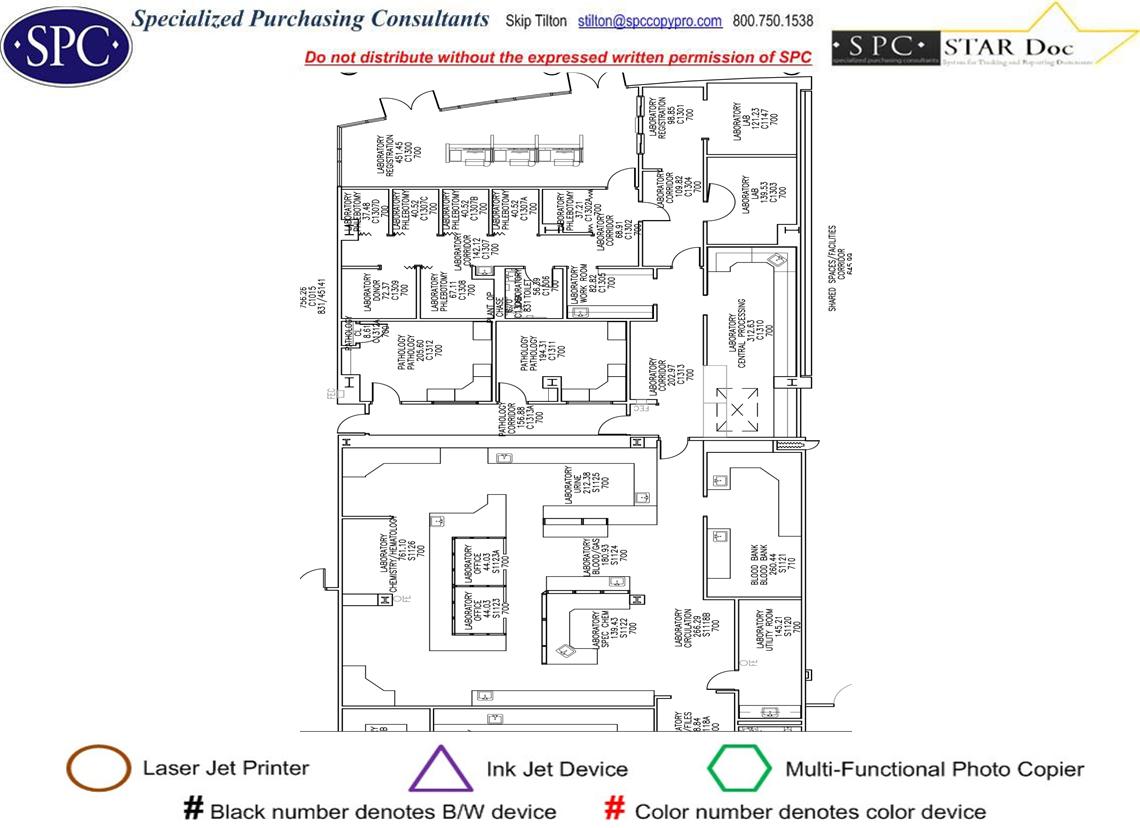 SPC
Specialized Purchasing Consultants
Skip Tilton stilton@spccopypro.com 800.750.1538
Do not distribute without the expressed written permission of SPC
SPC STAR Doc
specialized purchasing consultants
System for Tracking and Reporting Documents
LABORATORY
REGISTRATION
451.45
C1300
700
LABORATORY
REGISTRATION
98.85
C1301
700
LABORATORY
LAB
121.23
C1147
700
LABORATORY
CORRIDOR
109.82
C1304
700
LABORATORY
LAB
139.53
C1303
700
LABORATORY
PHLEBOTOMY
37.48
C1307D
700
LABORATORY
PHLEBOTOMY
40.52
C1307C
700
LABORATORY
PHLEBOTOMY
40.52
C1307B
700
LABORATORY
PHLEBOTOMY
40.52
C1307A
700
LABORATORY
PHLEBOTOMY
37.21
C1302A
700
LABORATORY
CORRIDOR
68.91
C1302
700
LABORATORY
CORRIDOR
142.12
C1307
700
756.26
C1015
831/45141
LABORATORY
DONOR
72.37
C1309
700
LABORATORY
PHLEBOTOMY
67.11
C1308
700
PLANT OP
CHASE
LABORATORY
TOILET
700
LABORATORY
WORK ROOM
82.82
C1305
700
SHARED SPACES/FACILITIES
CORRIDOR
PATHOLOGY
CL
8.61
C1312A
700
PATHOLOGY
PATHOLOGY
205.60
C1312
700
PATHOLOGY
PATHOLOGY
194.31
C1311
700
LABORATORY
CORRIDOR
202.97
C1313
700
LABORATORY
CENTRAL PROCESSING
312.63
C1310
700
FEC
FEC
PATHOLOGY
CORRIDOR
156.88
C1313A
700
LABORATORY
URINE
212.38
S1125
700
LABORATORY
CHEMISTRY/HEMATOLOGY
761.10
S1126
700
LABORATORY
OFFICE
44.03
S1123A
700
LABORATORY
BLOOD/GAS
180.93
S1124
700
BLOOD BANK
BLOOD BANK
260.44
S1121
710
FE
LABORATORY
OFFICE
44.03
S1123
700
LABORATORY
SPEC CHEM
139.43
S1122
700
LABORATORY
CIRCULATION
266.29
S1118B
700
LABORATORY
UTILITY ROOM
145.21
S1120
700
FE
Laser Jet Printer
Ink Jet Device
Multi-Functional Photo Copier
# Black number denotes B/W device
# Color number denotes color device